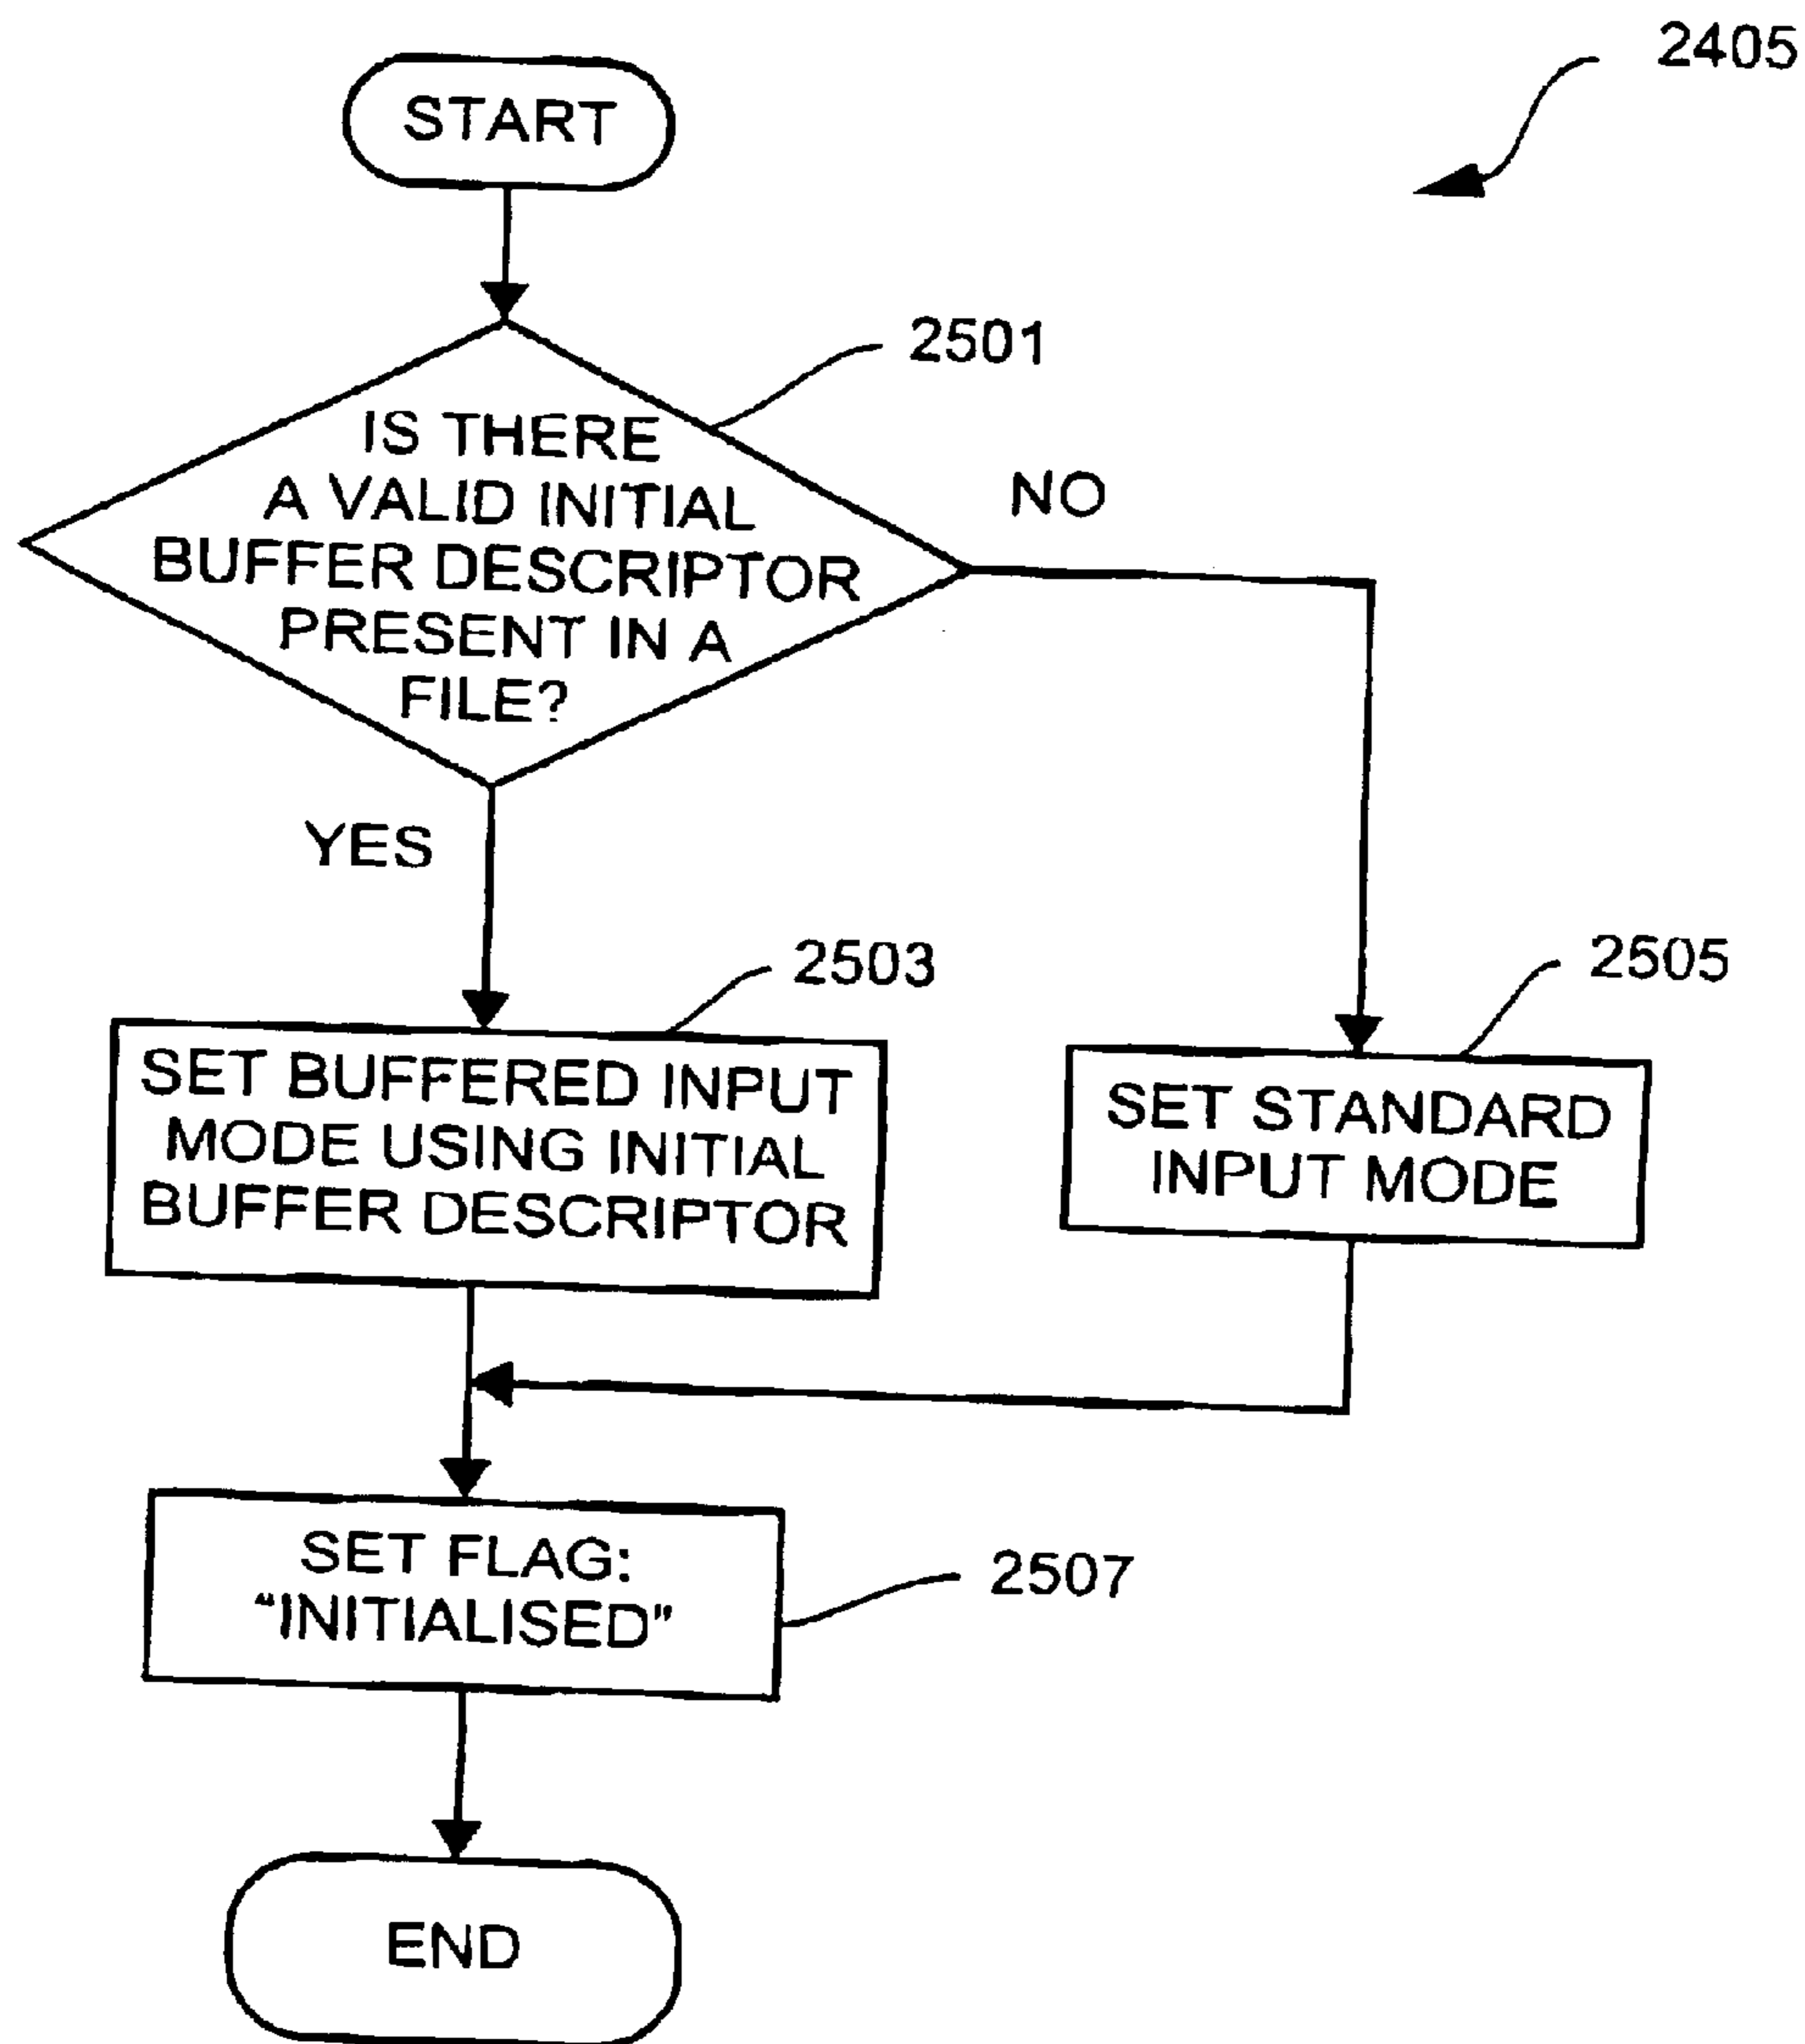 2405
START
2501
IS THERE
A VALID INITIAL
BUFFER DESCRIPTOR
PRESENT IN A
FILE?
NO
YES
2503
SET BUFFERED INPUT
MODE USING INITIAL
BUFFER DESCRIPTOR
2505
SET STANDARD
INPUT MODE
SET FLAG:
“INITIALISED”
2507
END